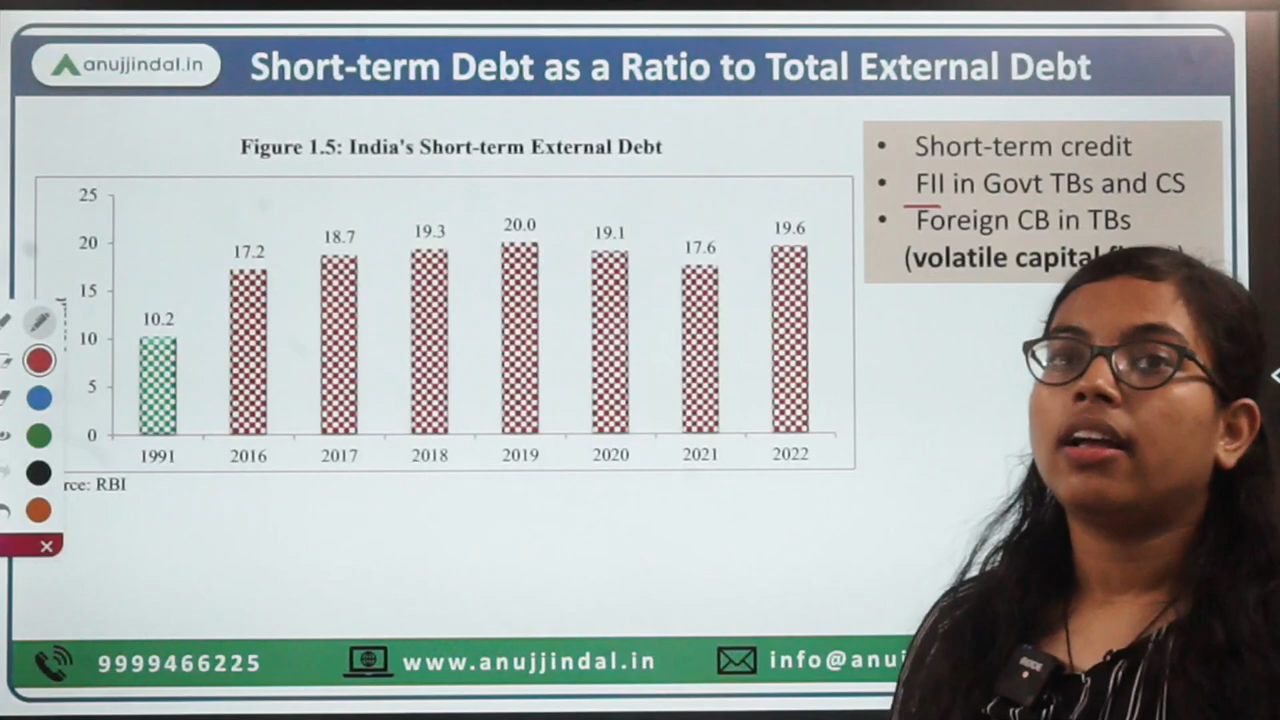 anujjindal.in
Short-term Debt as a Ratio to Total External Debt
Figure 1.5: India's Short-term External Debt
25
20
15
10
5
0
10.2
17.2
18.7
19.3
20.0
19.1
17.6
19.6
1991
2016
2017
2018
2019
2020
2021
2022
rce: RBI
• Short-term credit
• FII in Govt TBs and CS
• Foreign CB in TBs
(volatile capital
9999466225
www.anujjindal.in
info@anuj